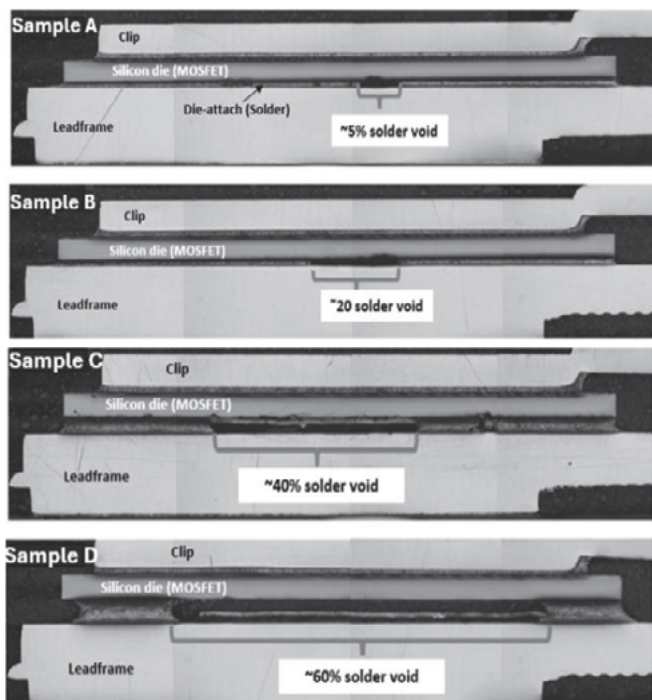 Sample A
Clip
Silicon die (MOSFET)
Die-attach (Solder)
Leadframe
~5% solder void
Sample B
Clip
Silicon die (MOSFET)
Leadframe
~20 solder void
Sample C
Clip
Silicon die (MOSFET)
Leadframe
~40% solder void
Sample D
Clip
Silicon die (MOSFET)
Leadframe
~60% solder void